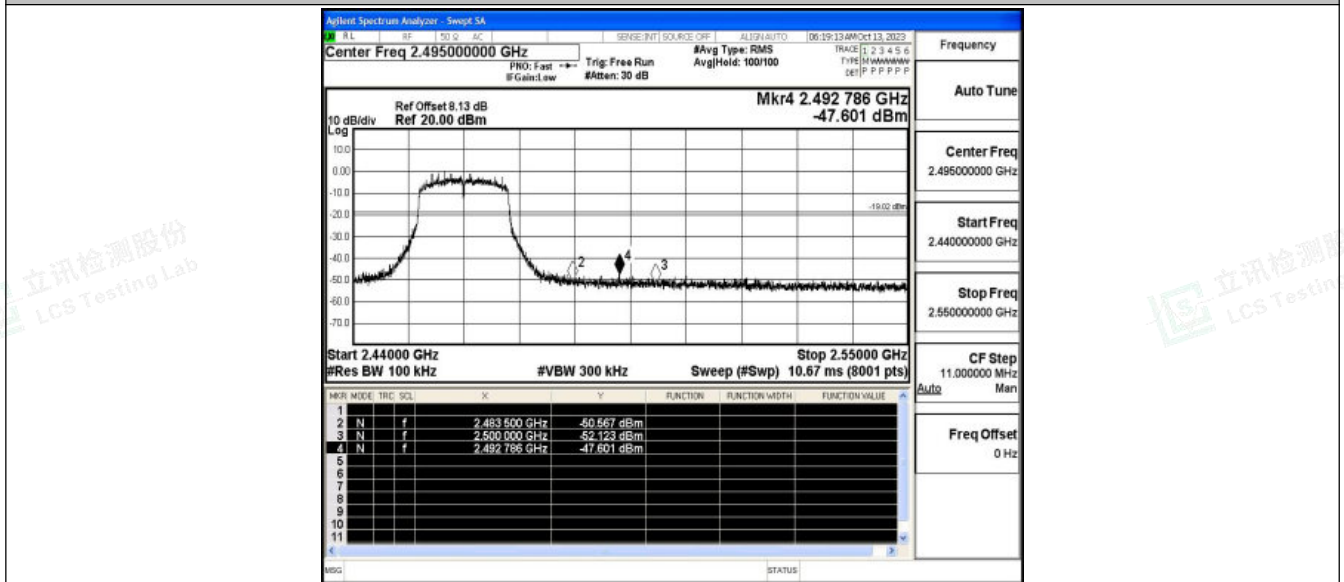 Agilent Spectrum Analyzer - Swept SA
RL RF 50 Ω AC SENSE:INT SOURCE OFF ALIGNAUTO 06:19:13 AM Oct 13, 2023
Center Freq 2.495000000 GHz
PNO: Fast
IFGain:Low
Trig: Free Run
#Atten: 30 dB
#Avg Type: RMS
Avg|Hold: 100/100
TRACE 1 2 3 4 5 6
TYPE M WWWWW
DET P P P P P P
Mkr4 2.492 786 GHz
-47.601 dBm
Ref Offset 8.13 dB
10 dB/div Ref 20.00 dBm
Log
10.0
0.00
-10.0
-19.02 dBm
-20.0
-30.0
-40.0
2
4
3
-50.0
-60.0
-70.0
Start 2.44000 GHz Stop 2.55000 GHz
#Res BW 100 kHz #VBW 300 kHz Sweep (#Swp) 10.67 ms (8001 pts)
MKR MODE TRC SCL X Y FUNCTION FUNCTION WIDTH FUNCTION VALUE
1
2 N f 2.483 500 GHz -50.567 dBm
3 N f 2.500 000 GHz -52.123 dBm
4 N f 2.492 786 GHz -47.601 dBm
5
6
7
8
9
10
11
MSG STATUS
Frequency
Auto Tune
Center Freq
2.495000000 GHz
Start Freq
2.440000000 GHz
Stop Freq
2.550000000 GHz
CF Step
11.000000 MHz
Auto Man
Freq Offset
0 Hz
立讯检测股份
LCS Testing Lab
立讯检测
LCS Testing